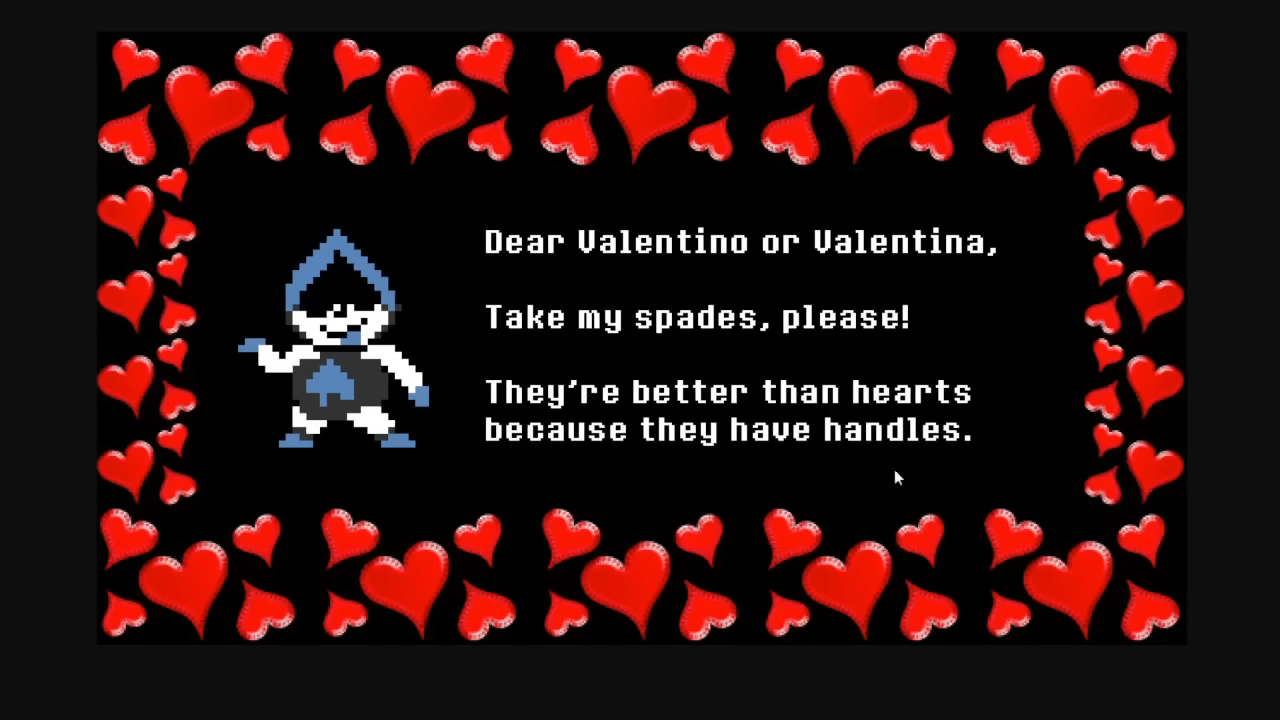 Dear Valentino or Valentina,
Take my spades, please!
They're better than hearts
because they have handles.